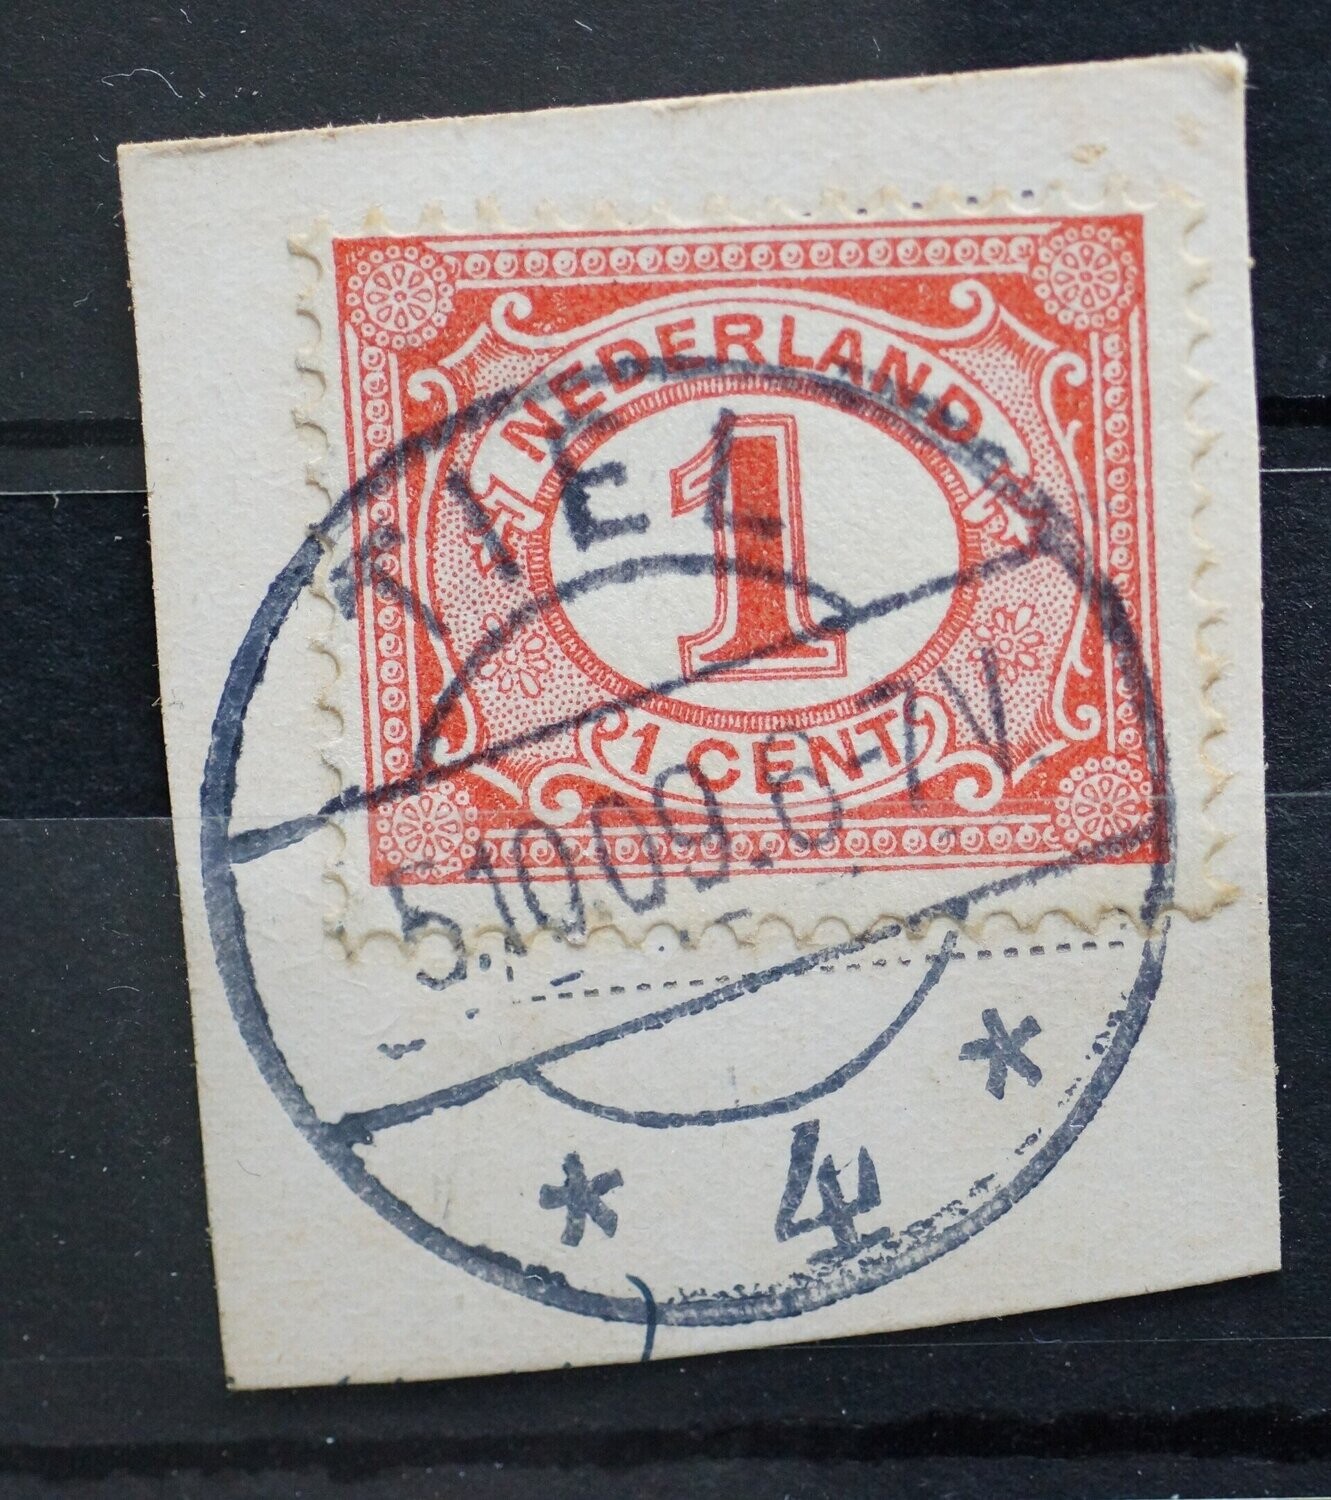 NEDERLAND
1
1 CENT
TIEL
5.10 09.6-7V.
* 4 *